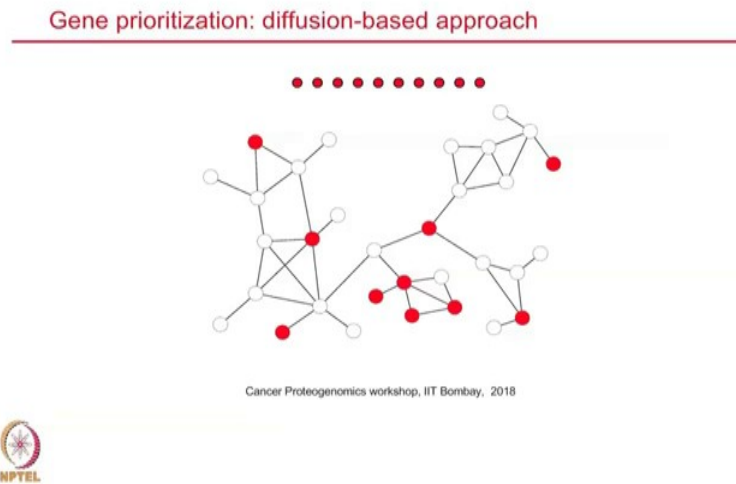 Gene prioritization: diffusion-based approach
Cancer Proteogenomics workshop, IIT Bombay, 2018
NPTEL